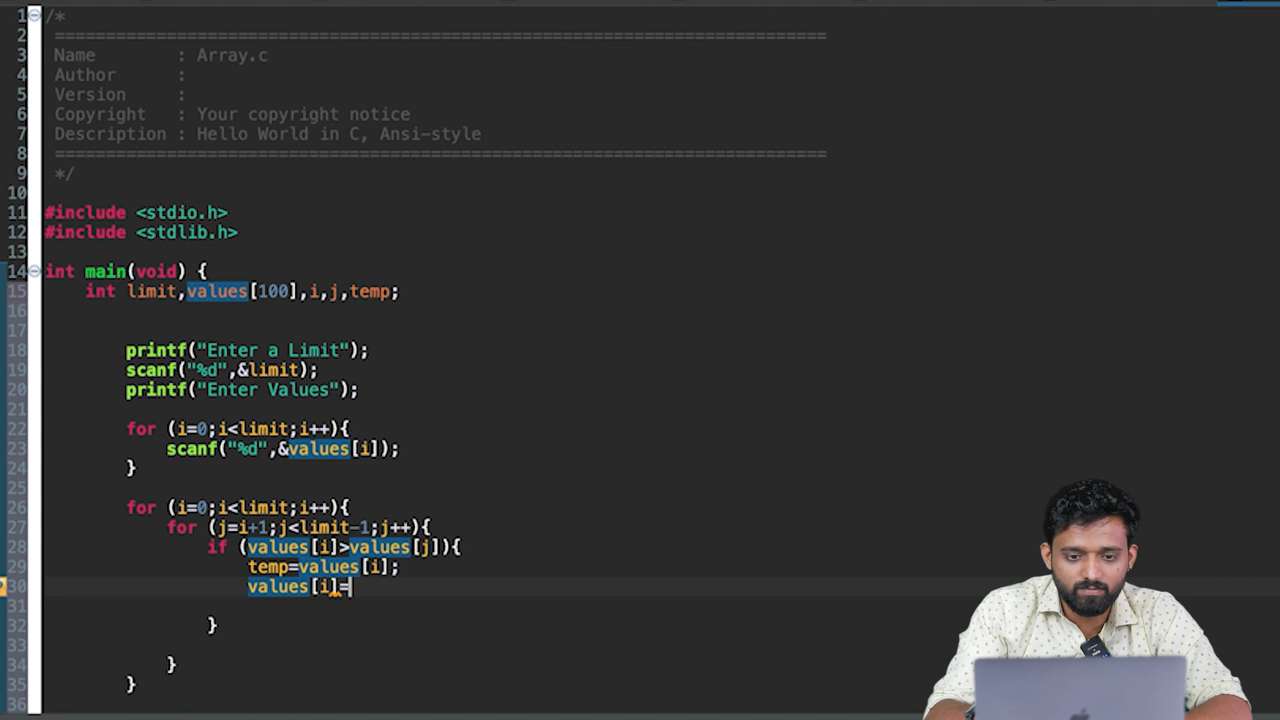 1 /*
2 ============================================================================
3 Name : Array.c
4 Author :
5 Version :
6 Copyright : Your copyright notice
7 Description : Hello World in C, Ansi-style
8 ============================================================================
9 */
10
11 #include <stdio.h>
12 #include <stdlib.h>
13
14 int main(void) {
15 int limit,values[100],i,j,temp;
16
17
18 printf("Enter a Limit");
19 scanf("%d",&limit);
20 printf("Enter Values");
21
22 for (i=0;i<limit;i++){
23 scanf("%d",&values[i]);
24 }
25
26 for (i=0;i<limit;i++){
27 for (j=i+1;j<limit-1;j++){
28 if (values[i]>values[j]){
29 temp=values[i];
30 values[i]=
31
32 }
33
34 }
35 }
36